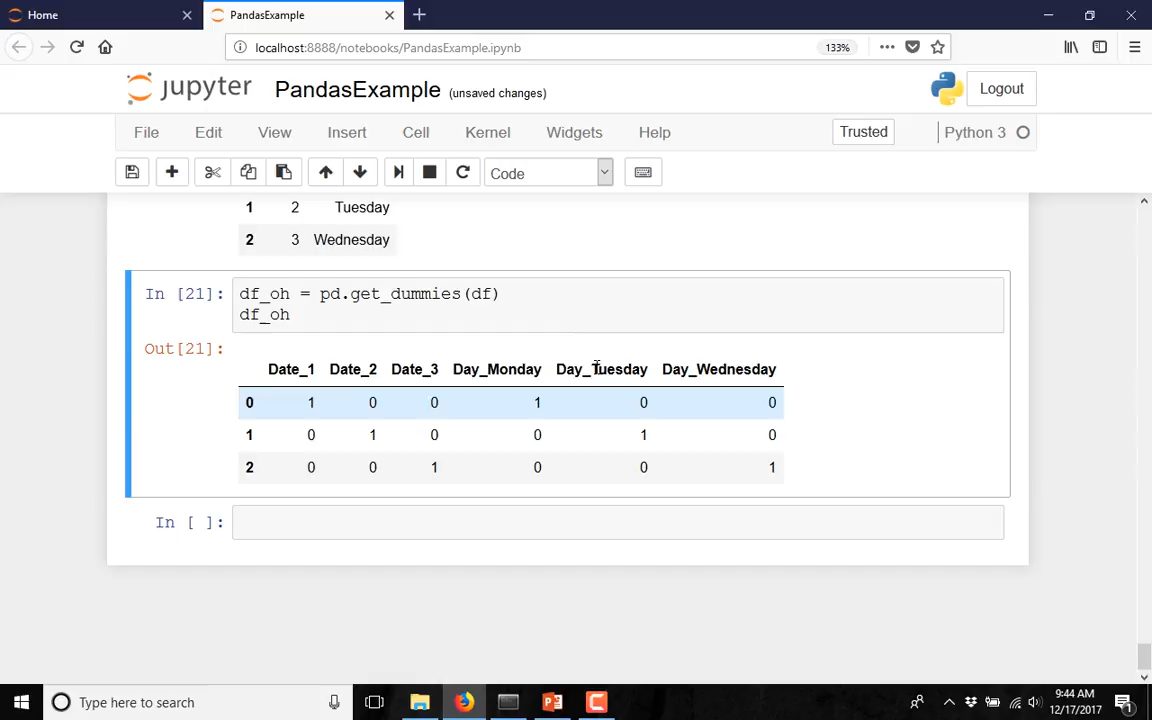 Home
PandasExample
localhost:8888/notebooks/PandasExample.ipynb
133%
jupyter PandasExample (unsaved changes)
Logout
File Edit View Insert Cell Kernel Widgets Help
Trusted
Python 3
Code
1 2 Tuesday
2 3 Wednesday
In [21]: df_oh = pd.get_dummies(df)
df_oh
Out[21]:
Date_1 Date_2 Date_3 Day_Monday Day_Tuesday Day_Wednesday
0 1 0 0 1 0 0
1 0 1 0 0 1 0
2 0 0 1 0 0 1
In [ ]:
Type here to search
9:44 AM
12/17/2017
1